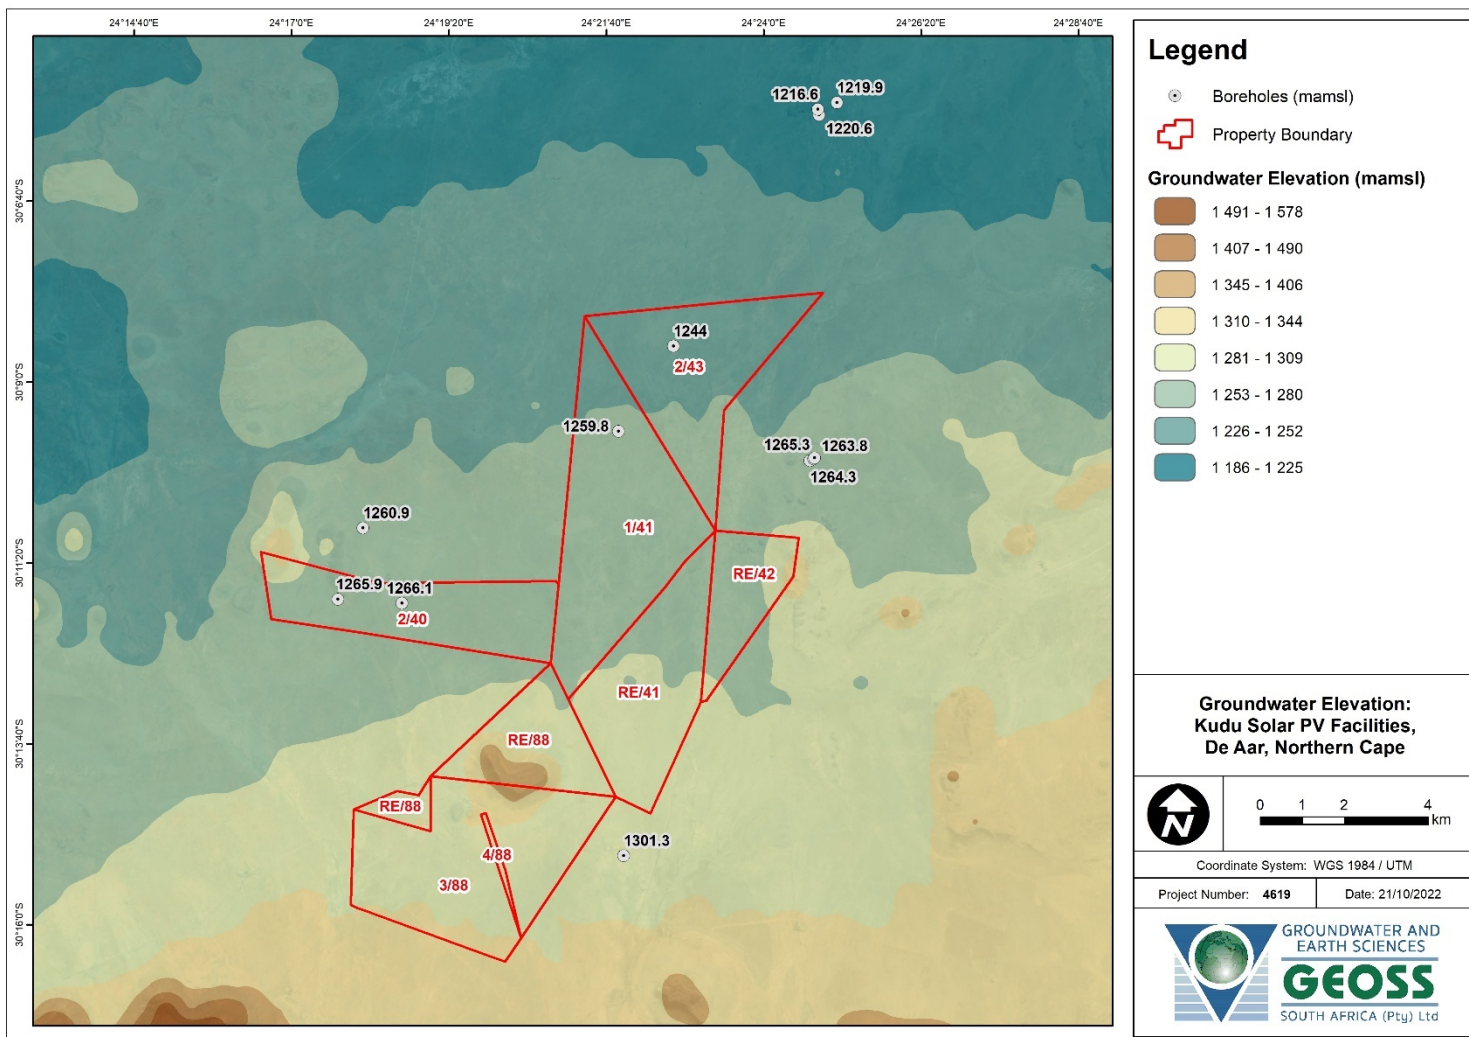 24°14'40"E
24°17'0"E
24°19'20"E
24°21'40"E
24°24'0"E
24°26'20"E
24°28'40"E
30°6'40"S
30°9'0"S
30°11'20"S
30°13'40"S
30°16'0"S
1216.6
1219.9
1220.6
1244
2/43
1259.8
1265.3
1263.8
1264.3
1260.9
1/41
RE/42
1265.9
1266.1
2/40
RE/41
RE/88
RE/88
1301.3
4/88
3/88
Legend
Boreholes (mamsl)
Property Boundary
Groundwater Elevation (mamsl)
1 491 - 1 578
1 407 - 1 490
1 345 - 1 406
1 310 - 1 344
1 281 - 1 309
1 253 - 1 280
1 226 - 1 252
1 186 - 1 225
Groundwater Elevation:
Kudu Solar PV Facilities,
De Aar, Northern Cape
N
0 1 2 4
km
Coordinate System: WGS 1984 / UTM
Project Number: 4619
Date: 21/10/2022
GROUNDWATER AND
EARTH SCIENCES
GEOSS
SOUTH AFRICA (Pty) Ltd